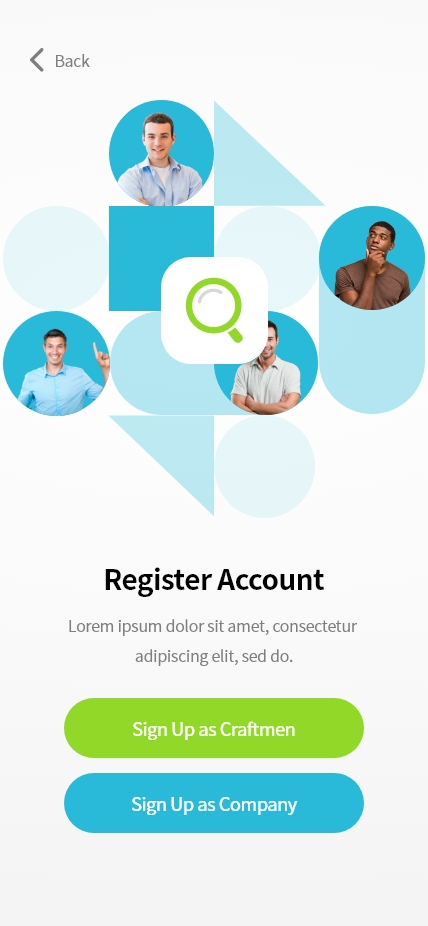 Back
Register Account
Lorem ipsum dolor sit amet, consectetur
adipiscing elit, sed do.
Sign Up as Craftmen
Sign Up as Company